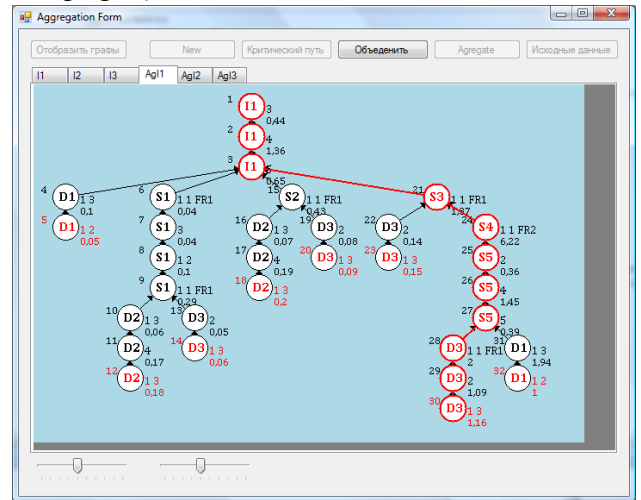 Aggregation Form
Отобразить графы New Критический путь Объеденить Agregate Исходные данные
I1 I2 I3 AgI1 AgI2 AgI3
1 I1 3
0,44
2 I1 4
1,36
3 I1
0,65
4 D1 1 3
0,1
6 S1 1 1 FR1
0,04
15 S2 1 1 FR1
0,43
21 S3 1 1 FR1
1,37
5 D1 1 2
0,05
7 S1 3
0,04
16 D2 1 3
0,07
19 D3 2
0,08
22 D3 2
0,14
24 S4 1 1 FR2
6,22
8 S1 1 2
0,1
17 D2 4
0,19
20 D3 1 3
0,09
23 D3 1 3
0,15
25 S5 2
0,36
9 S1 1 1 FR1
0,29
18 D2 1 3
0,2
26 S5 4
1,45
10 D2 1 3
0,06
13 D3 2
0,05
27 S5 5
0,39
11 D2 4
0,17
14 D3 1 3
0,06
28 D3 1 1 FR1
2
31 D1 1 3
1,94
12 D2 1 3
0,18
29 D3 2
1,09
32 D1 1 2
1
30 D3 1 3
1,16